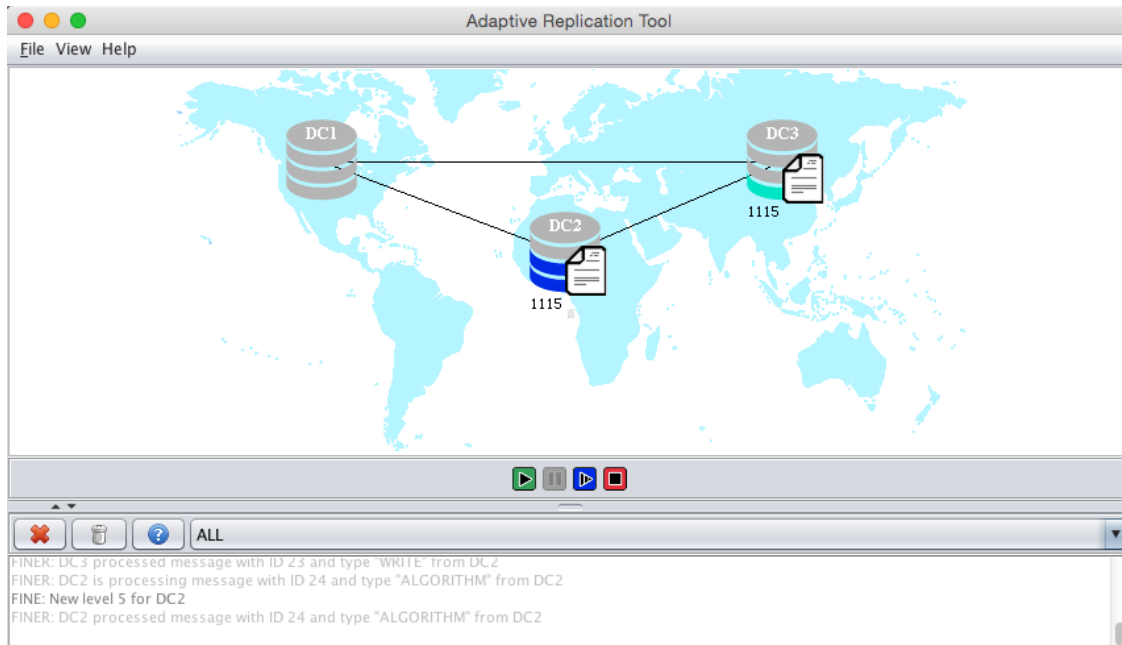 Adaptive Replication Tool
File View Help
DC1
DC3
1115
DC2
1115
ALL
FINER: DC3 processed message with ID 23 and type "WRITE" from DC2
FINER: DC2 is processing message with ID 24 and type "ALGORITHM" from DC2
FINE: New level 5 for DC2
FINER: DC2 processed message with ID 24 and type "ALGORITHM" from DC2